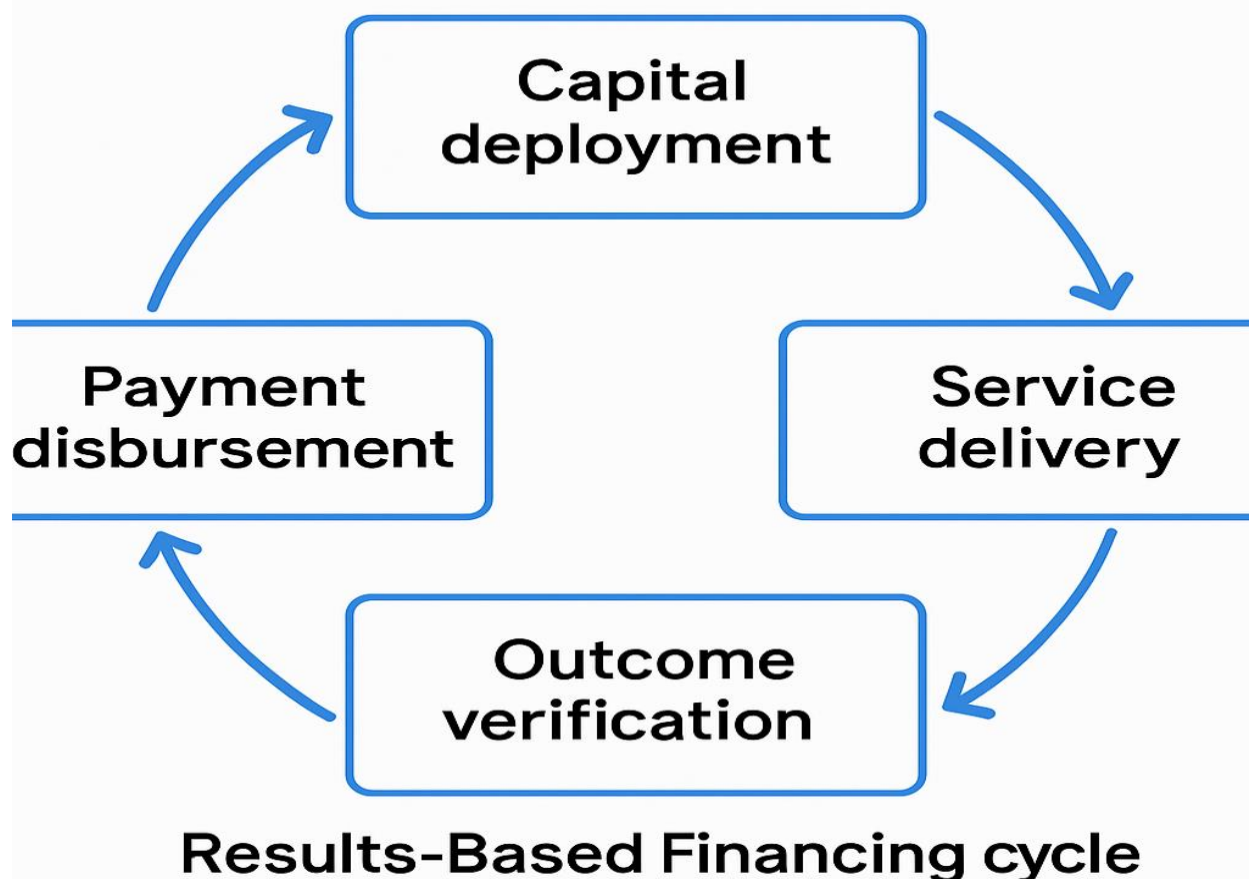 Capital
deployment
Payment
disbursement
Service
delivery
Outcome
verification
Results-Based Financing cycle